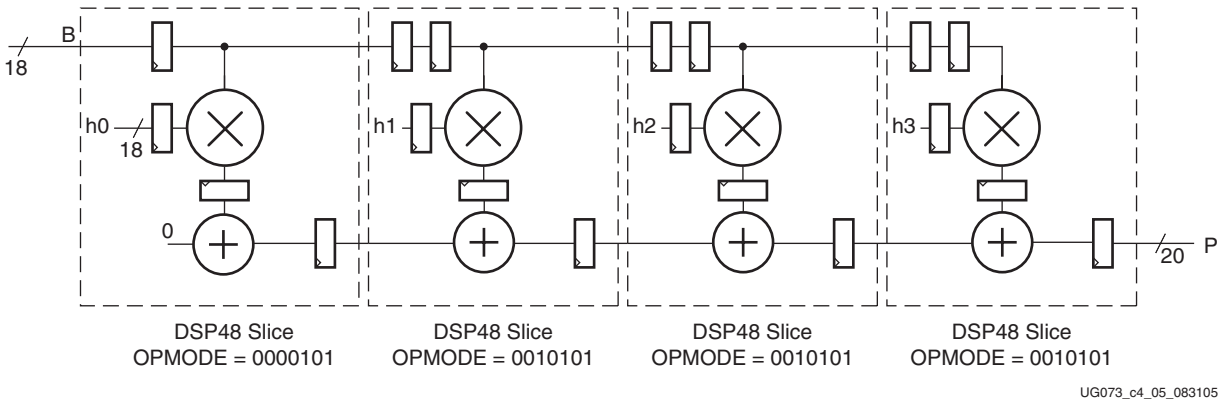 B
18
h0
18
h1
h2
h3
0
20
P
DSP48 Slice
OPMODE = 0000101
DSP48 Slice
OPMODE = 0010101
DSP48 Slice
OPMODE = 0010101
DSP48 Slice
OPMODE = 0010101
UG073_c4_05_083105